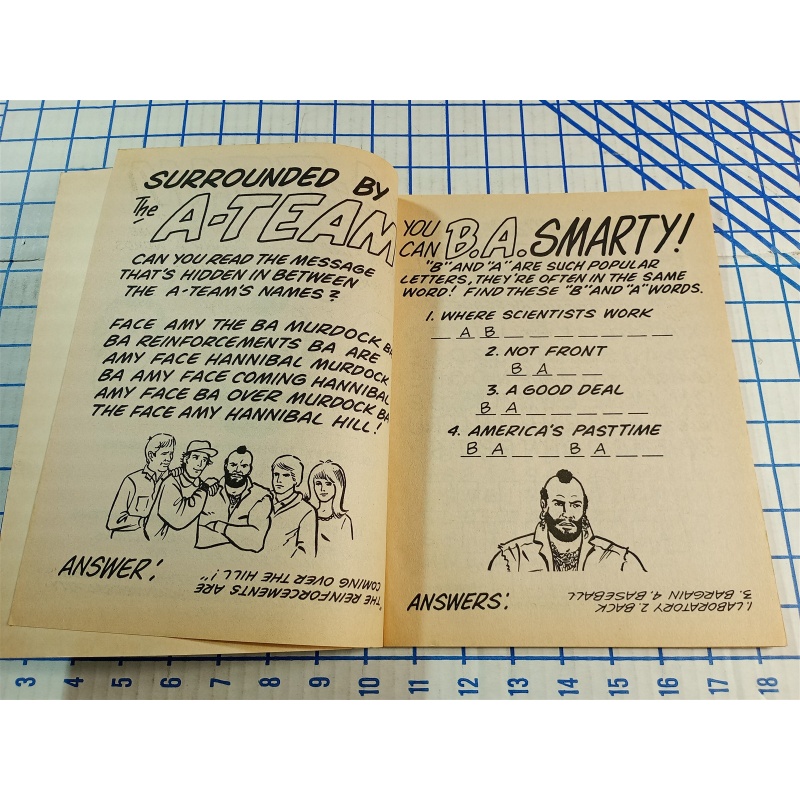 SURROUNDED BY
The A-TEAM
CAN YOU READ THE MESSAGE
THAT'S HIDDEN IN BETWEEN
THE A-TEAM'S NAMES?
FACE AMY THE BA MURDOCK
BA REINFORCEMENTS BA ARE
AMY FACE HANNIBAL MURDOCK
BA AMY FACE COMING HANNIBAL
AMY FACE BA OVER MURDOCK BA
THE FACE AMY HANNIBAL HILL!
ANSWER:
"THE REINFORCEMENTS ARE
COMING OVER THE HILL!"
YOU CAN B.A. SMARTY!
"B" AND "A" ARE SUCH POPULAR
LETTERS, THEY'RE OFTEN IN THE SAME
WORD! FIND THESE "B" AND "A" WORDS.
1. WHERE SCIENTISTS WORK
_ A B _ _ _ _ _ _ _
2. NOT FRONT
B A _ _
3. A GOOD DEAL
B A _ _ _ _ _
4. AMERICA'S PASTTIME
B A _ _ B A _ _
ANSWERS:
1. LABORATORY 2. BACK
3. BARGAIN 4. BASEBALL
3 4 5 6 7 8 9 10 11 12 13 14 15 16 17 18